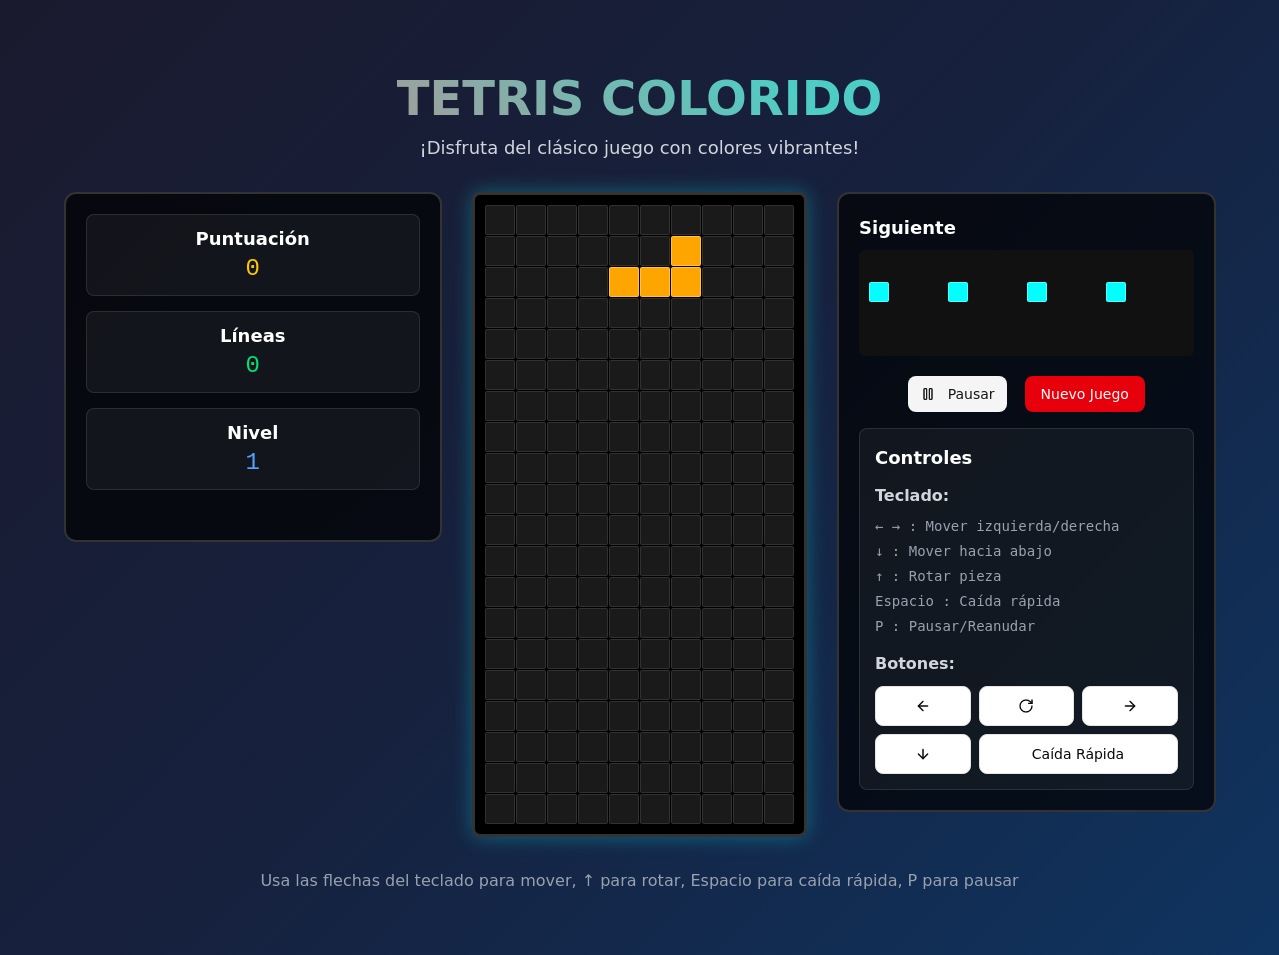 TETRIS COLORIDO
¡Disfruta del clásico juego con colores vibrantes!
Puntuación
0
Líneas
0
Nivel
1
Siguiente
Pausar
Nuevo Juego
Controles
Teclado:
← → : Mover izquierda/derecha
↓ : Mover hacia abajo
↑ : Rotar pieza
Espacio : Caída rápida
P : Pausar/Reanudar
Botones:
Caída Rápida
Usa las flechas del teclado para mover, ↑ para rotar, Espacio para caída rápida, P para pausar